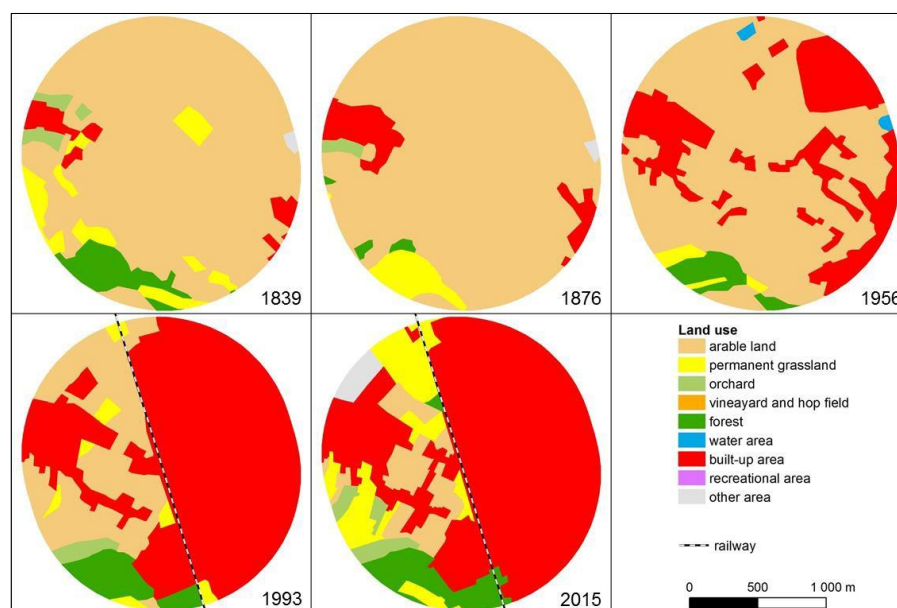 1839
1876
1956
1993
2015
Land use
arable land
permanent grassland
orchard
vineayard and hop field
forest
water area
built-up area
recreational area
other area
railway
0 500 1 000 m